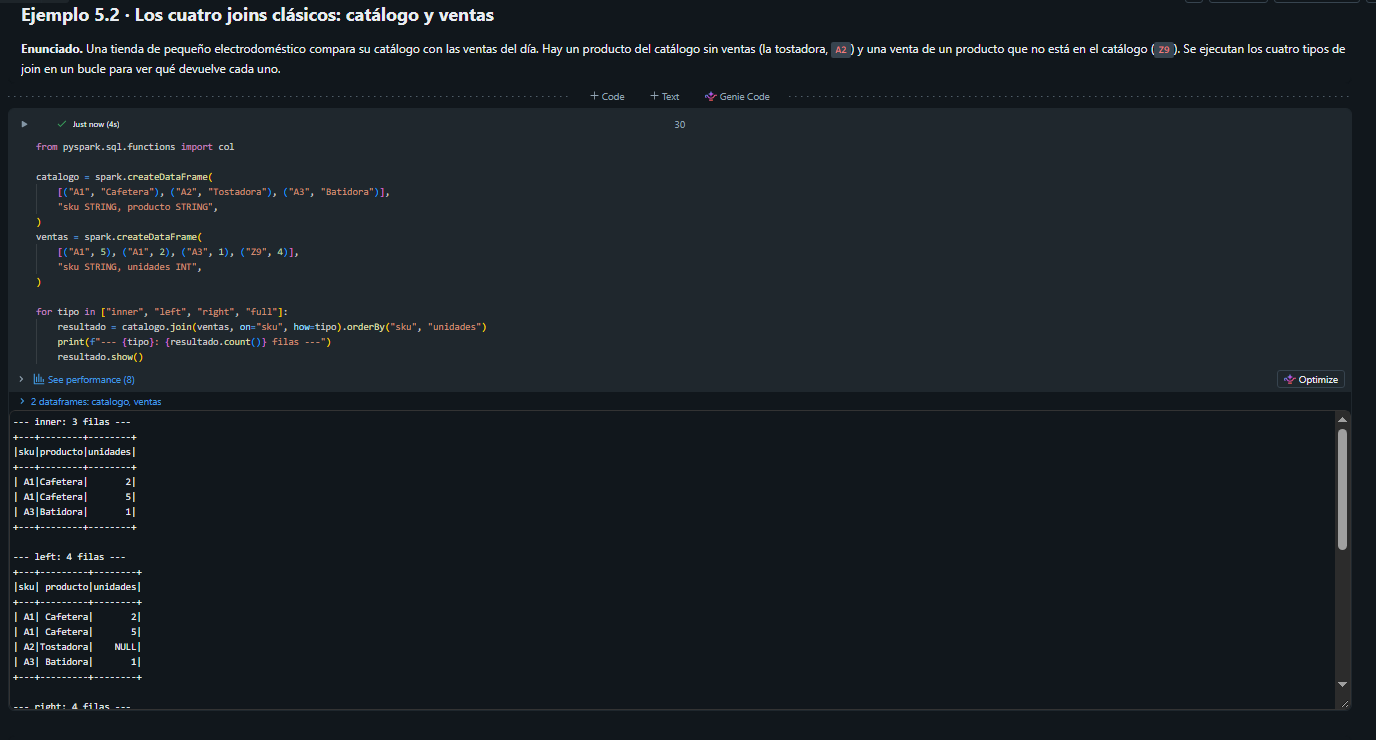 Ejemplo 5.2 · Los cuatro joins clásicos: catálogo y ventas
Enunciado. Una tienda de pequeño electrodoméstico compara su catálogo con las ventas del día. Hay un producto del catálogo sin ventas (la tostadora, A2) y una venta de un producto que no está en el catálogo (Z9). Se ejecutan los cuatro tipos de
join en un bucle para ver qué devuelve cada uno.
+ Code + Text Genie Code
Just now (4s) 30
from pyspark.sql.functions import col
catalogo = spark.createDataFrame(
    [("A1", "Cafetera"), ("A2", "Tostadora"), ("A3", "Batidora")],
    "sku STRING, producto STRING",
)
ventas = spark.createDataFrame(
    [("A1", 5), ("A1", 2), ("A3", 1), ("Z9", 4)],
    "sku STRING, unidades INT",
)
for tipo in ["inner", "left", "right", "full"]:
    resultado = catalogo.join(ventas, on="sku", how=tipo).orderBy("sku", "unidades")
    print(f"--- {tipo}: {resultado.count()} filas ---")
    resultado.show()
See performance (8)
Optimize
2 dataframes: catalogo, ventas
--- inner: 3 filas ---
+---+--------+--------+
|sku|producto|unidades|
+---+--------+--------+
| A1|Cafetera|       2|
| A1|Cafetera|       5|
| A3|Batidora|       1|
+---+--------+--------+
--- left: 4 filas ---
+---+---------+--------+
|sku| producto|unidades|
+---+---------+--------+
| A1| Cafetera|       2|
| A1| Cafetera|       5|
| A2|Tostadora|    NULL|
| A3| Batidora|       1|
+---+---------+--------+
--- right: 4 filas ---